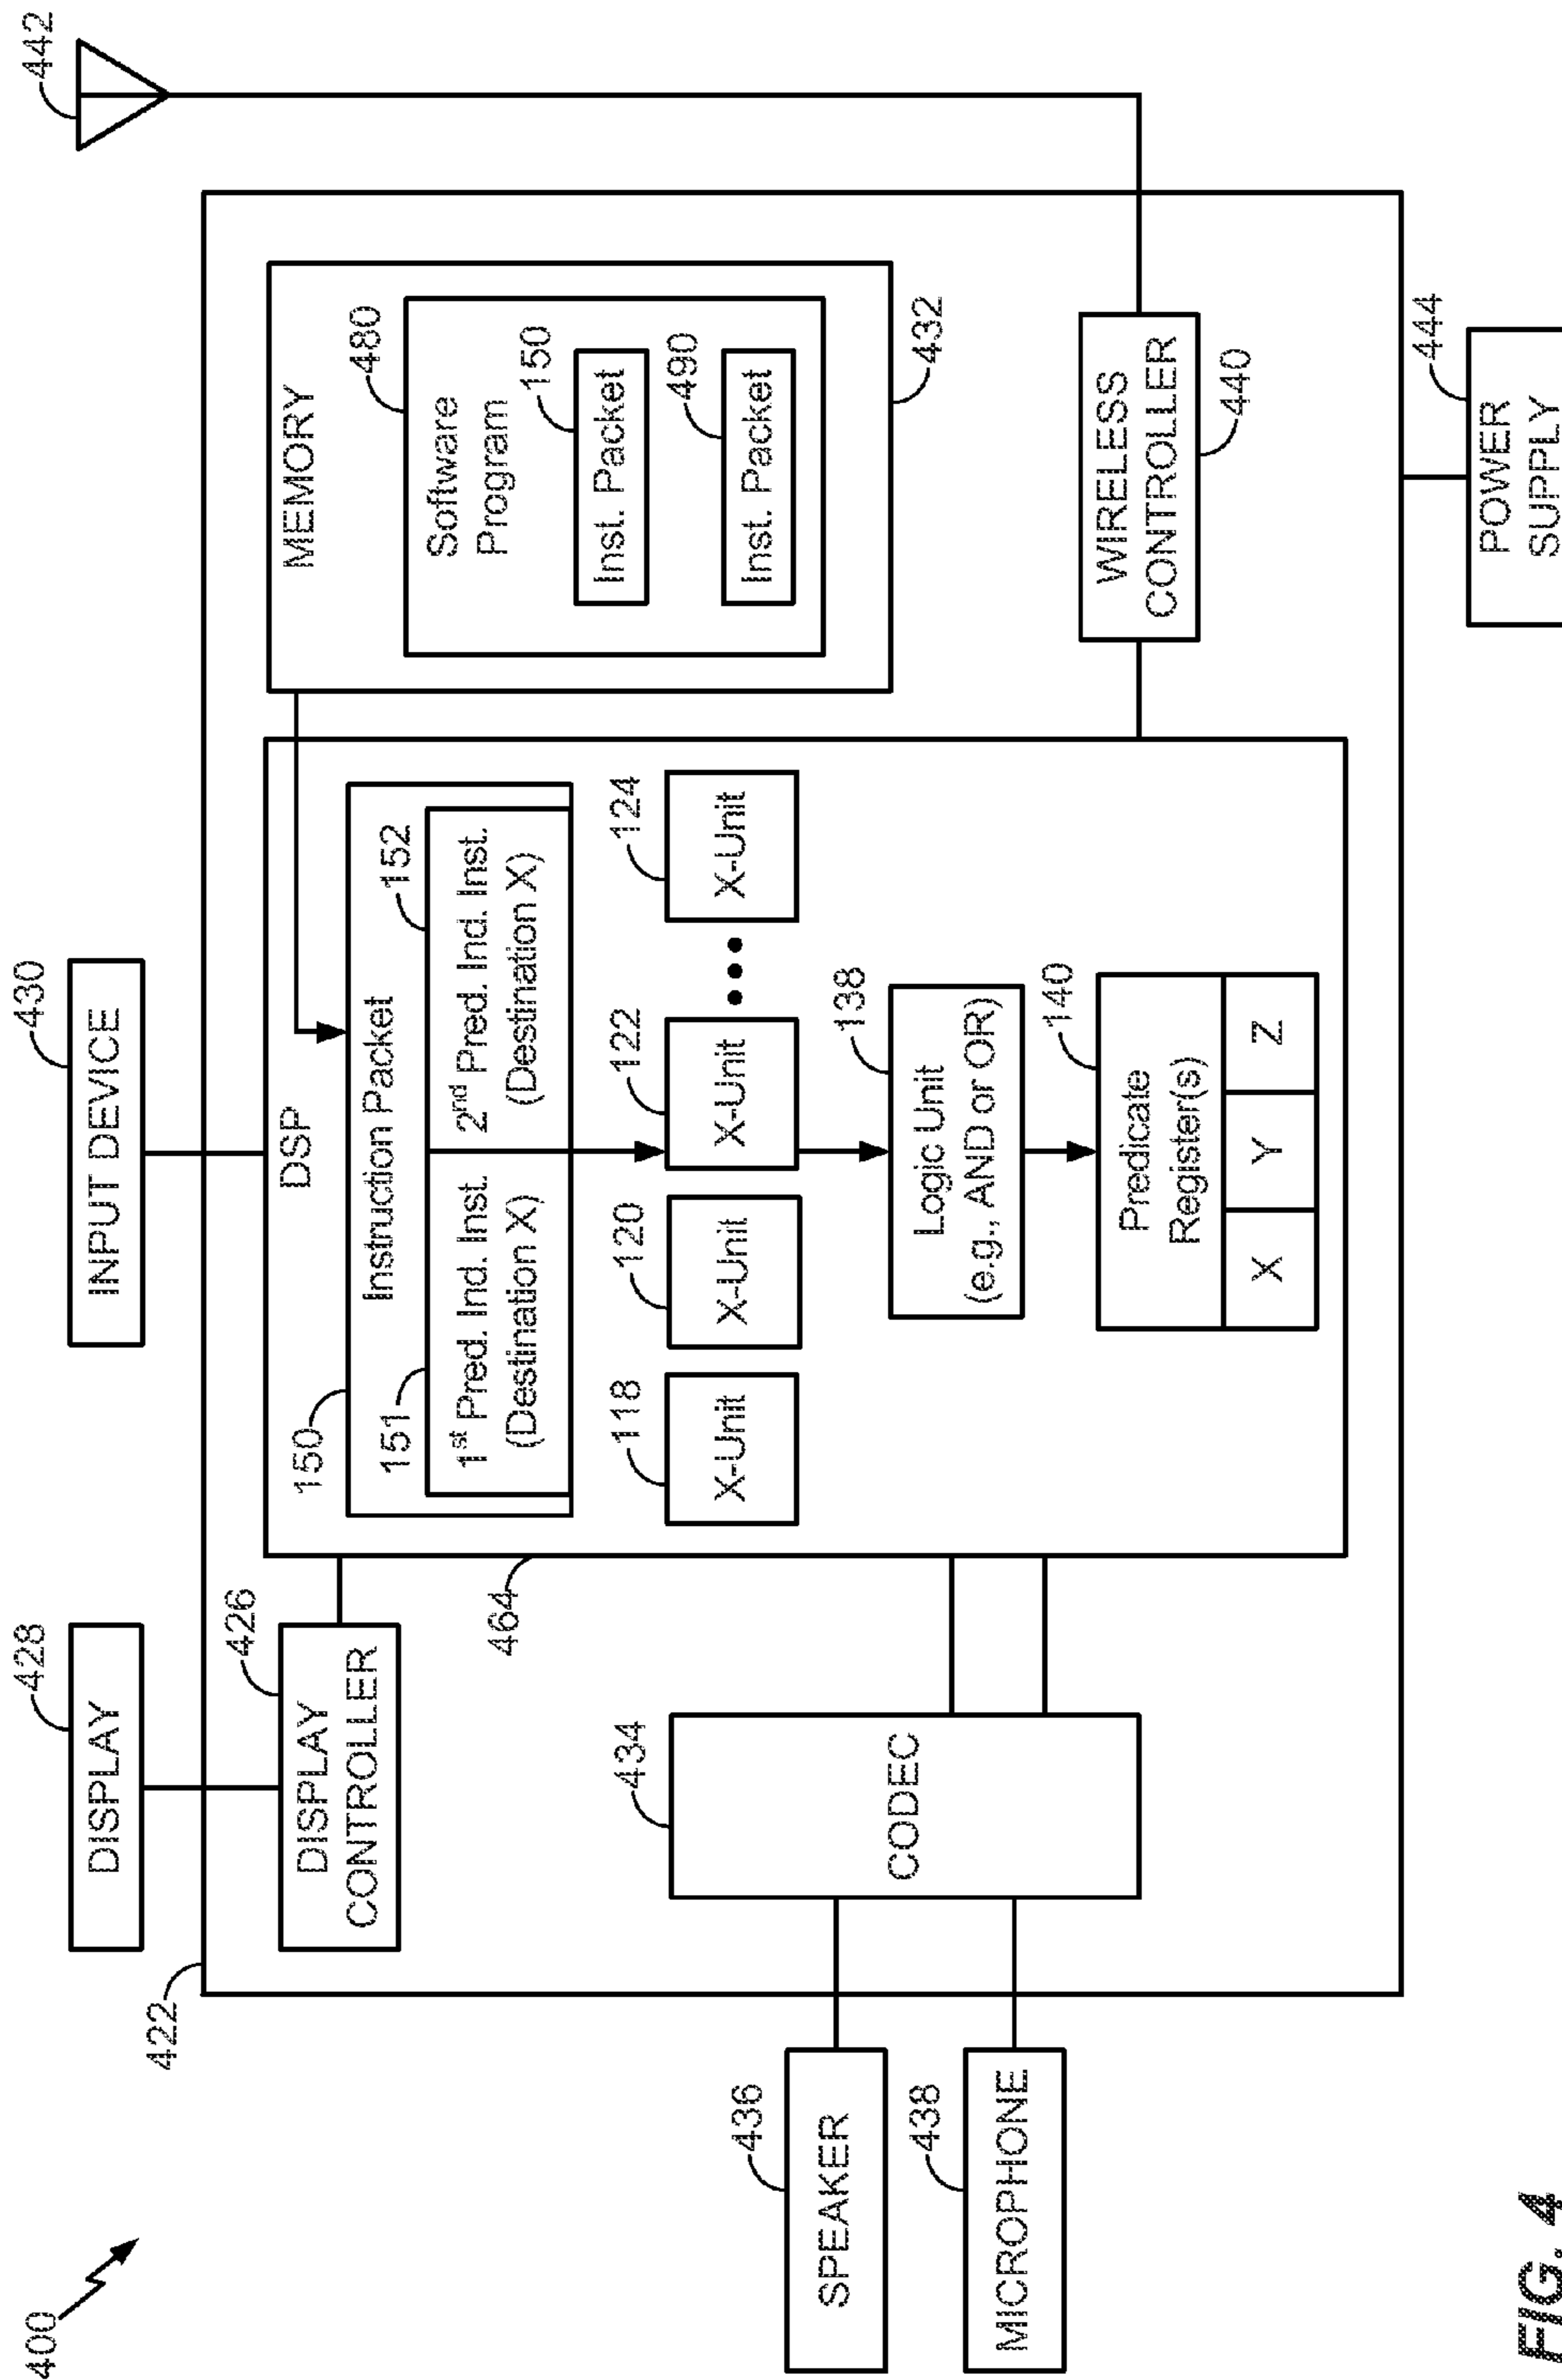 400
422
428
DISPLAY
426
DISPLAY
CONTROLLER
430
INPUT DEVICE
442
464
DSP
150
Instruction Packet
151
1st Pred. Ind. Inst.
(Destination X)
152
2nd Pred. Ind. Inst.
(Destination X)
118
X-Unit
120
X-Unit
122
X-Unit
124
X-Unit
138
Logic Unit
(e.g., AND or OR)
140
Predicate
Register(s)
X
Y
Z
MEMORY
480
Software
Program
150
Inst. Packet
490
Inst. Packet
432
434
CODEC
436
SPEAKER
438
MICROPHONE
WIRELESS
CONTROLLER
440
444
POWER
SUPPLY
FIG. 4